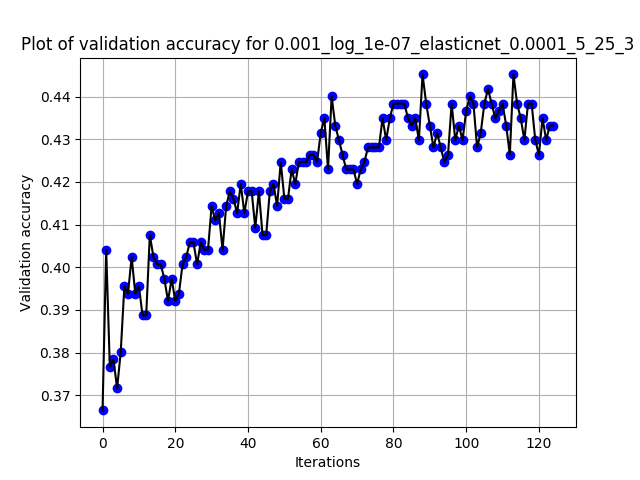 Plot of validation accuracy for 0.001_log_1e-07_elasticnet_0.0001_5_25_3
0.44
0.43
0.42
0.41
0.40
0.39
0.38
0.37
Validation accuracy
0 20 40 60 80 100 120
Iterations